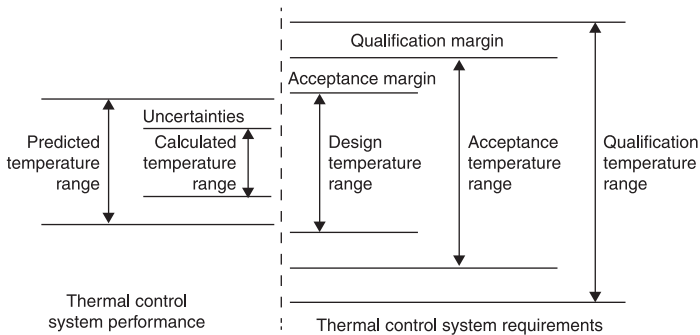 Qualification margin
Acceptance margin
Uncertainties
Predicted
temperature
range
Calculated
temperature
range
Design
temperature
range
Acceptance
temperature
range
Qualification
temperature
range
Thermal control
system performance
Thermal control system requirements